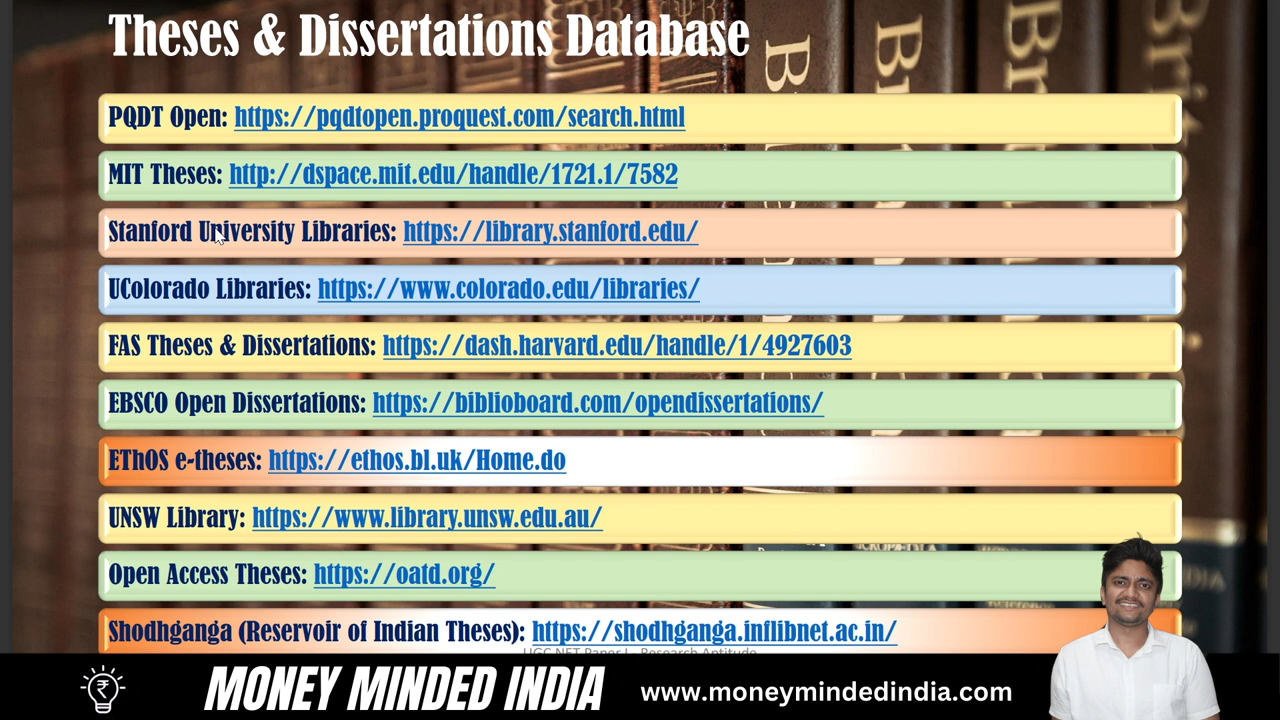 Theses & Dissertations Database
PQDT Open: https://pqdtopen.proquest.com/search.html
MIT Theses: http://dspace.mit.edu/handle/1721.1/7582
Stanford University Libraries: https://library.stanford.edu/
UColorado Libraries: https://www.colorado.edu/libraries/
FAS Theses & Dissertations: https://dash.harvard.edu/handle/1/4927603
EBSCO Open Dissertations: https://biblioboard.com/opendissertations/
EThOS e-theses: https://ethos.bl.uk/Home.do
UNSW Library: https://www.library.unsw.edu.au/
Open Access Theses: https://oatd.org/
Shodhganga (Reservoir of Indian Theses): https://shodhganga.inflibnet.ac.in/
UGC NET Paper I - Research Aptitude
MONEY MINDED INDIA
www.moneymindedindia.com